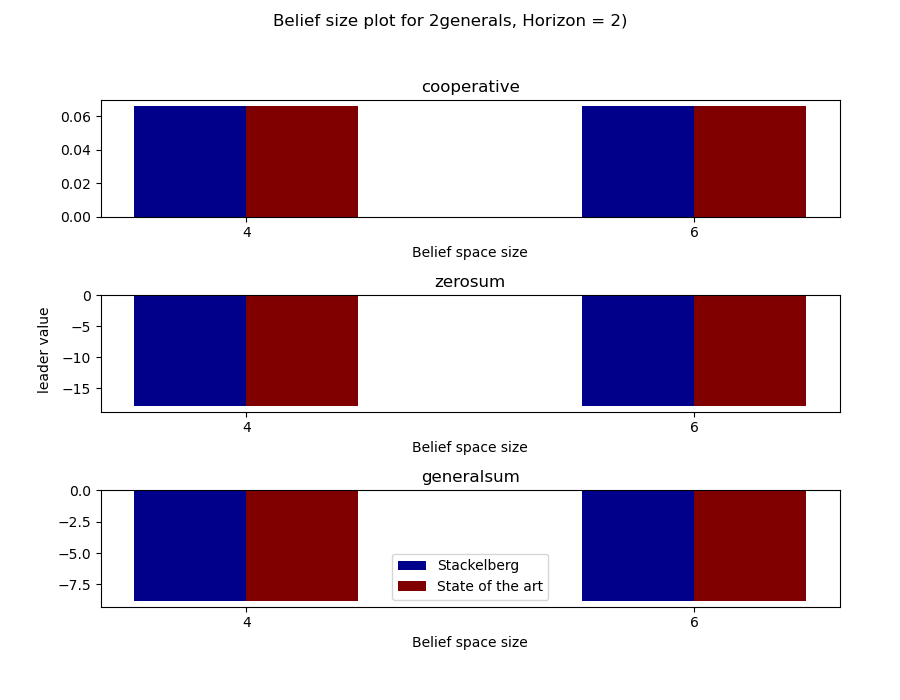 Belief size plot for 2generals, Horizon = 2)
cooperative
0.06
0.04
0.02
0.00
4 6
Belief space size
zerosum
0
−5
−10
−15
leader value
4 6
Belief space size
generalsum
0.0
−2.5
−5.0
−7.5
Stackelberg
State of the art
4 6
Belief space size